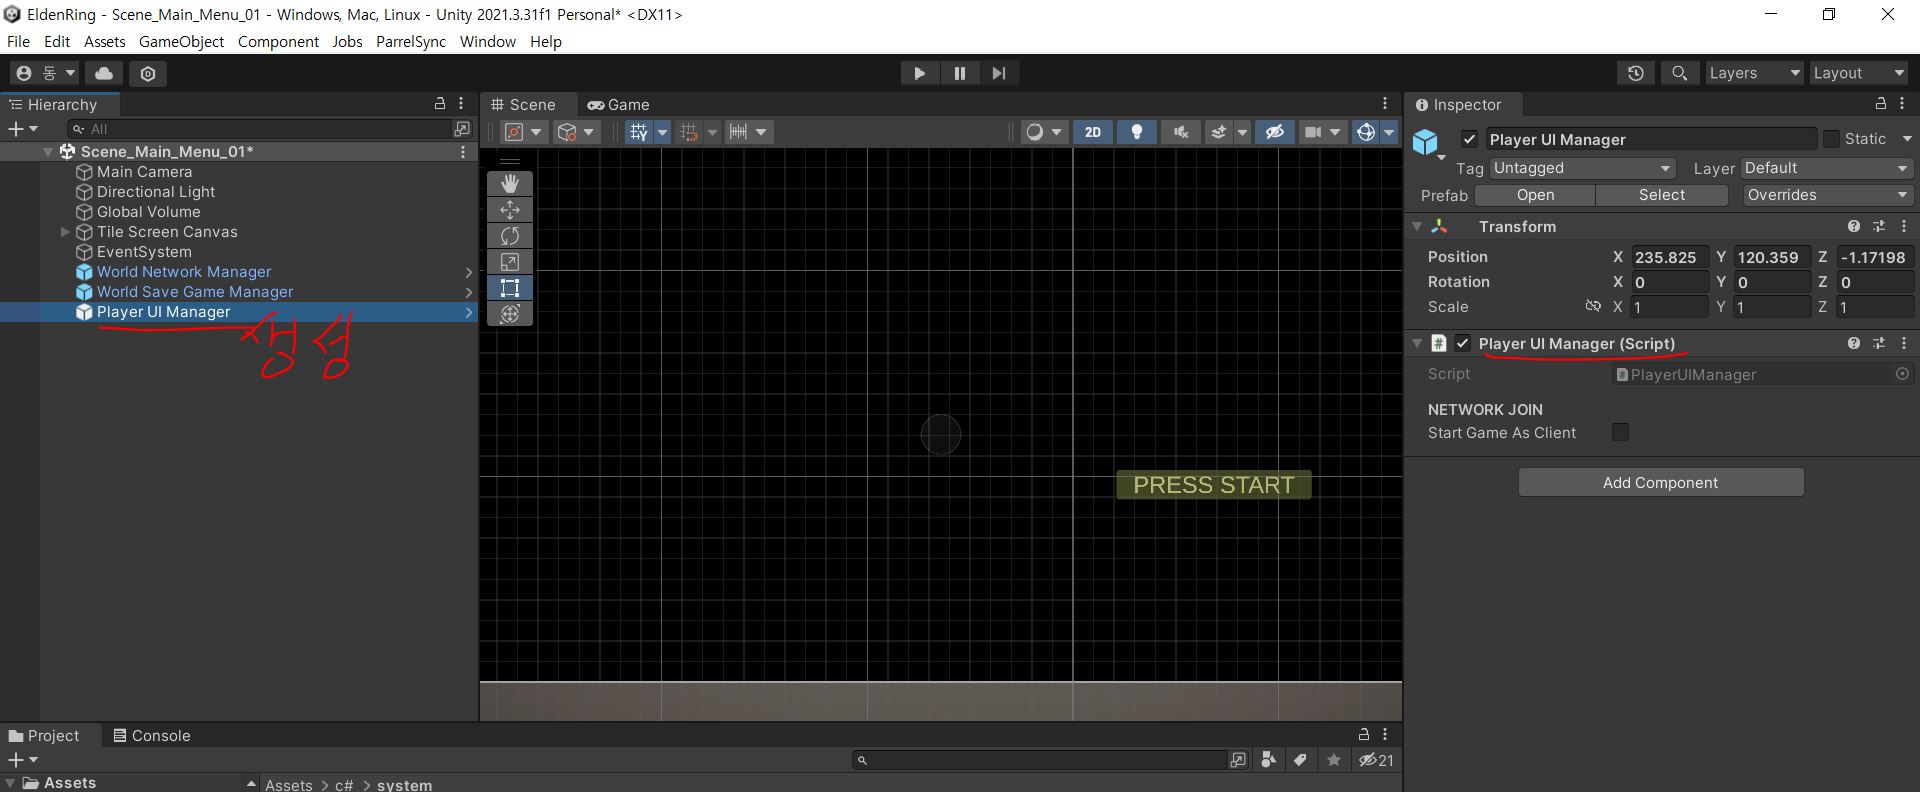 EldenRing - Scene_Main_Menu_01 - Windows, Mac, Linux - Unity 2021.3.31f1 Personal* <DX11>
File Edit Assets GameObject Component Jobs ParrelSync Window Help
동 Layers Layout
Hierarchy
All
Scene_Main_Menu_01*
Main Camera
Directional Light
Global Volume
Tile Screen Canvas
EventSystem
World Network Manager
World Save Game Manager
Player UI Manager
생성
Scene Game
2D
PRESS START
Inspector
Player UI Manager Static
Tag Untagged Layer Default
Prefab Open Select Overrides
Transform
Position X 235.825 Y 120.359 Z -1.17198
Rotation X 0 Y 0 Z 0
Scale X 1 Y 1 Z 1
# Player UI Manager (Script)
Script PlayerUIManager
NETWORK JOIN
Start Game As Client
Add Component
Project Console
21
Assets
Assets > c# > system